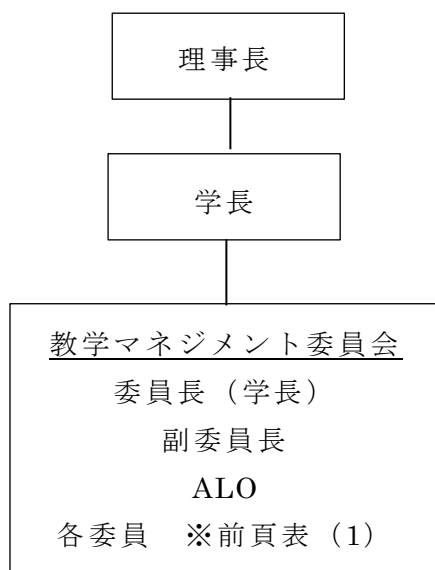 理事長
学長
教学マネジメント委員会
委員長（学長）
副委員長
ALO
各委員　※前頁表（1）